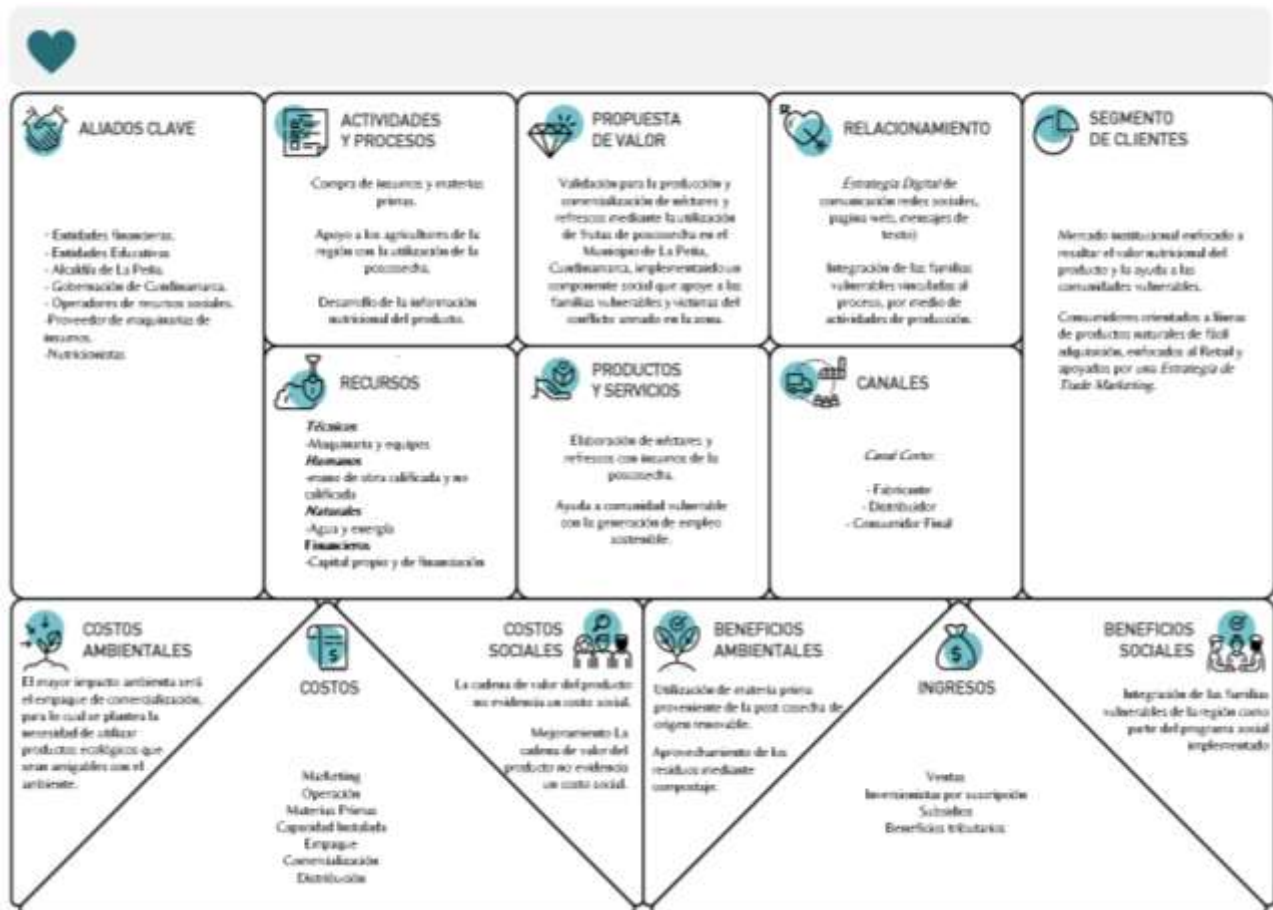 ALIADOS CLAVE
- Entidades financieras.
- Entidades Educativas
- Alcaldía de La Peña.
- Gobernación de Cundinamarca.
- Operadores de recursos sociales.
-Proveedor de maquinarias de
insumos.
-Nutricionistas
ACTIVIDADES
Y PROCESOS
Compra de insumos y materias
primas.
Apoyo a los agricultores de la
región con la utilización de la
poscosecha.
Desarrollo de la información
nutricional del producto.
RECURSOS
Técnicos
-Maquinaria y equipos
Humanos
-mano de obra calificada y no
calificada
Naturales
-Agua y energía
Financieros
-Capital propio y de financiación
PROPUESTA
DE VALOR
Validación para la producción y
comercialización de néctares y
refrescos mediante la utilización
de frutas de poscosecha en el
Municipio de La Peña,
Cundinamarca, implementando un
componente social que apoye a las
familias vulnerables y víctimas del
conflicto armado en la zona.
PRODUCTOS
Y SERVICIOS
Elaboración de néctares y
refrescos con insumos de la
poscosecha.
Ayuda a comunidad vulnerable
con la generación de empleo
sostenible.
RELACIONAMIENTO
Estrategia Digital de
comunicación redes sociales,
pagina web, mensajes de
texto)
Integración de las familias
vulnerables vinculadas al
proceso, por medio de
actividades de producción.
CANALES
Canal Corto:
- Fabricante
- Distribuidor
- Consumidor Final
SEGMENTO
DE CLIENTES
Mercado institucional enfocado a
resaltar el valor nutricional del
producto y la ayuda a las
comunidades vulnerables.
Consumidores orientados a líneas
de productos naturales de fácil
adquisición, enfocados al Retail y
apoyados por una Estrategia de
Trade Marketing.
COSTOS
AMBIENTALES
El mayor impacto ambienta será
el empaque de comercialización,
para lo cual se plantea la
necesidad de utilizar
productos ecológicos que
sean amigables con el
ambiente.
COSTOS
Marketing
Operación
Materias Primas
Capacidad Instalada
Empaque
Comercialización
Distribución
COSTOS
SOCIALES
La cadena de valor del producto
no evidencia un costo social.
Mejoramiento La
cadena de valor del
producto no evidencia
un costo social.
BENEFICIOS
AMBIENTALES
Utilización de materia prima
proveniente de la post cosecha de
origen renovable.
Aprovechamiento de los
residuos mediante
compostaje.
INGRESOS
Ventas
Inversionistas por suscripción
Subsidios
Beneficios tributarios
BENEFICIOS
SOCIALES
Integración de las familias
vulnerables de la región como
parte del programa social
implementado